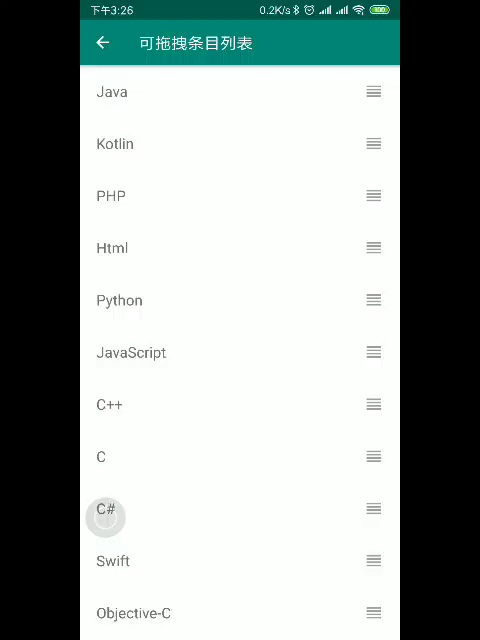 下午3:26 0.2K/s 100
可拖拽条目列表
Java
Kotlin
PHP
Html
Python
JavaScript
C++
C
C#
Swift
Objective-C